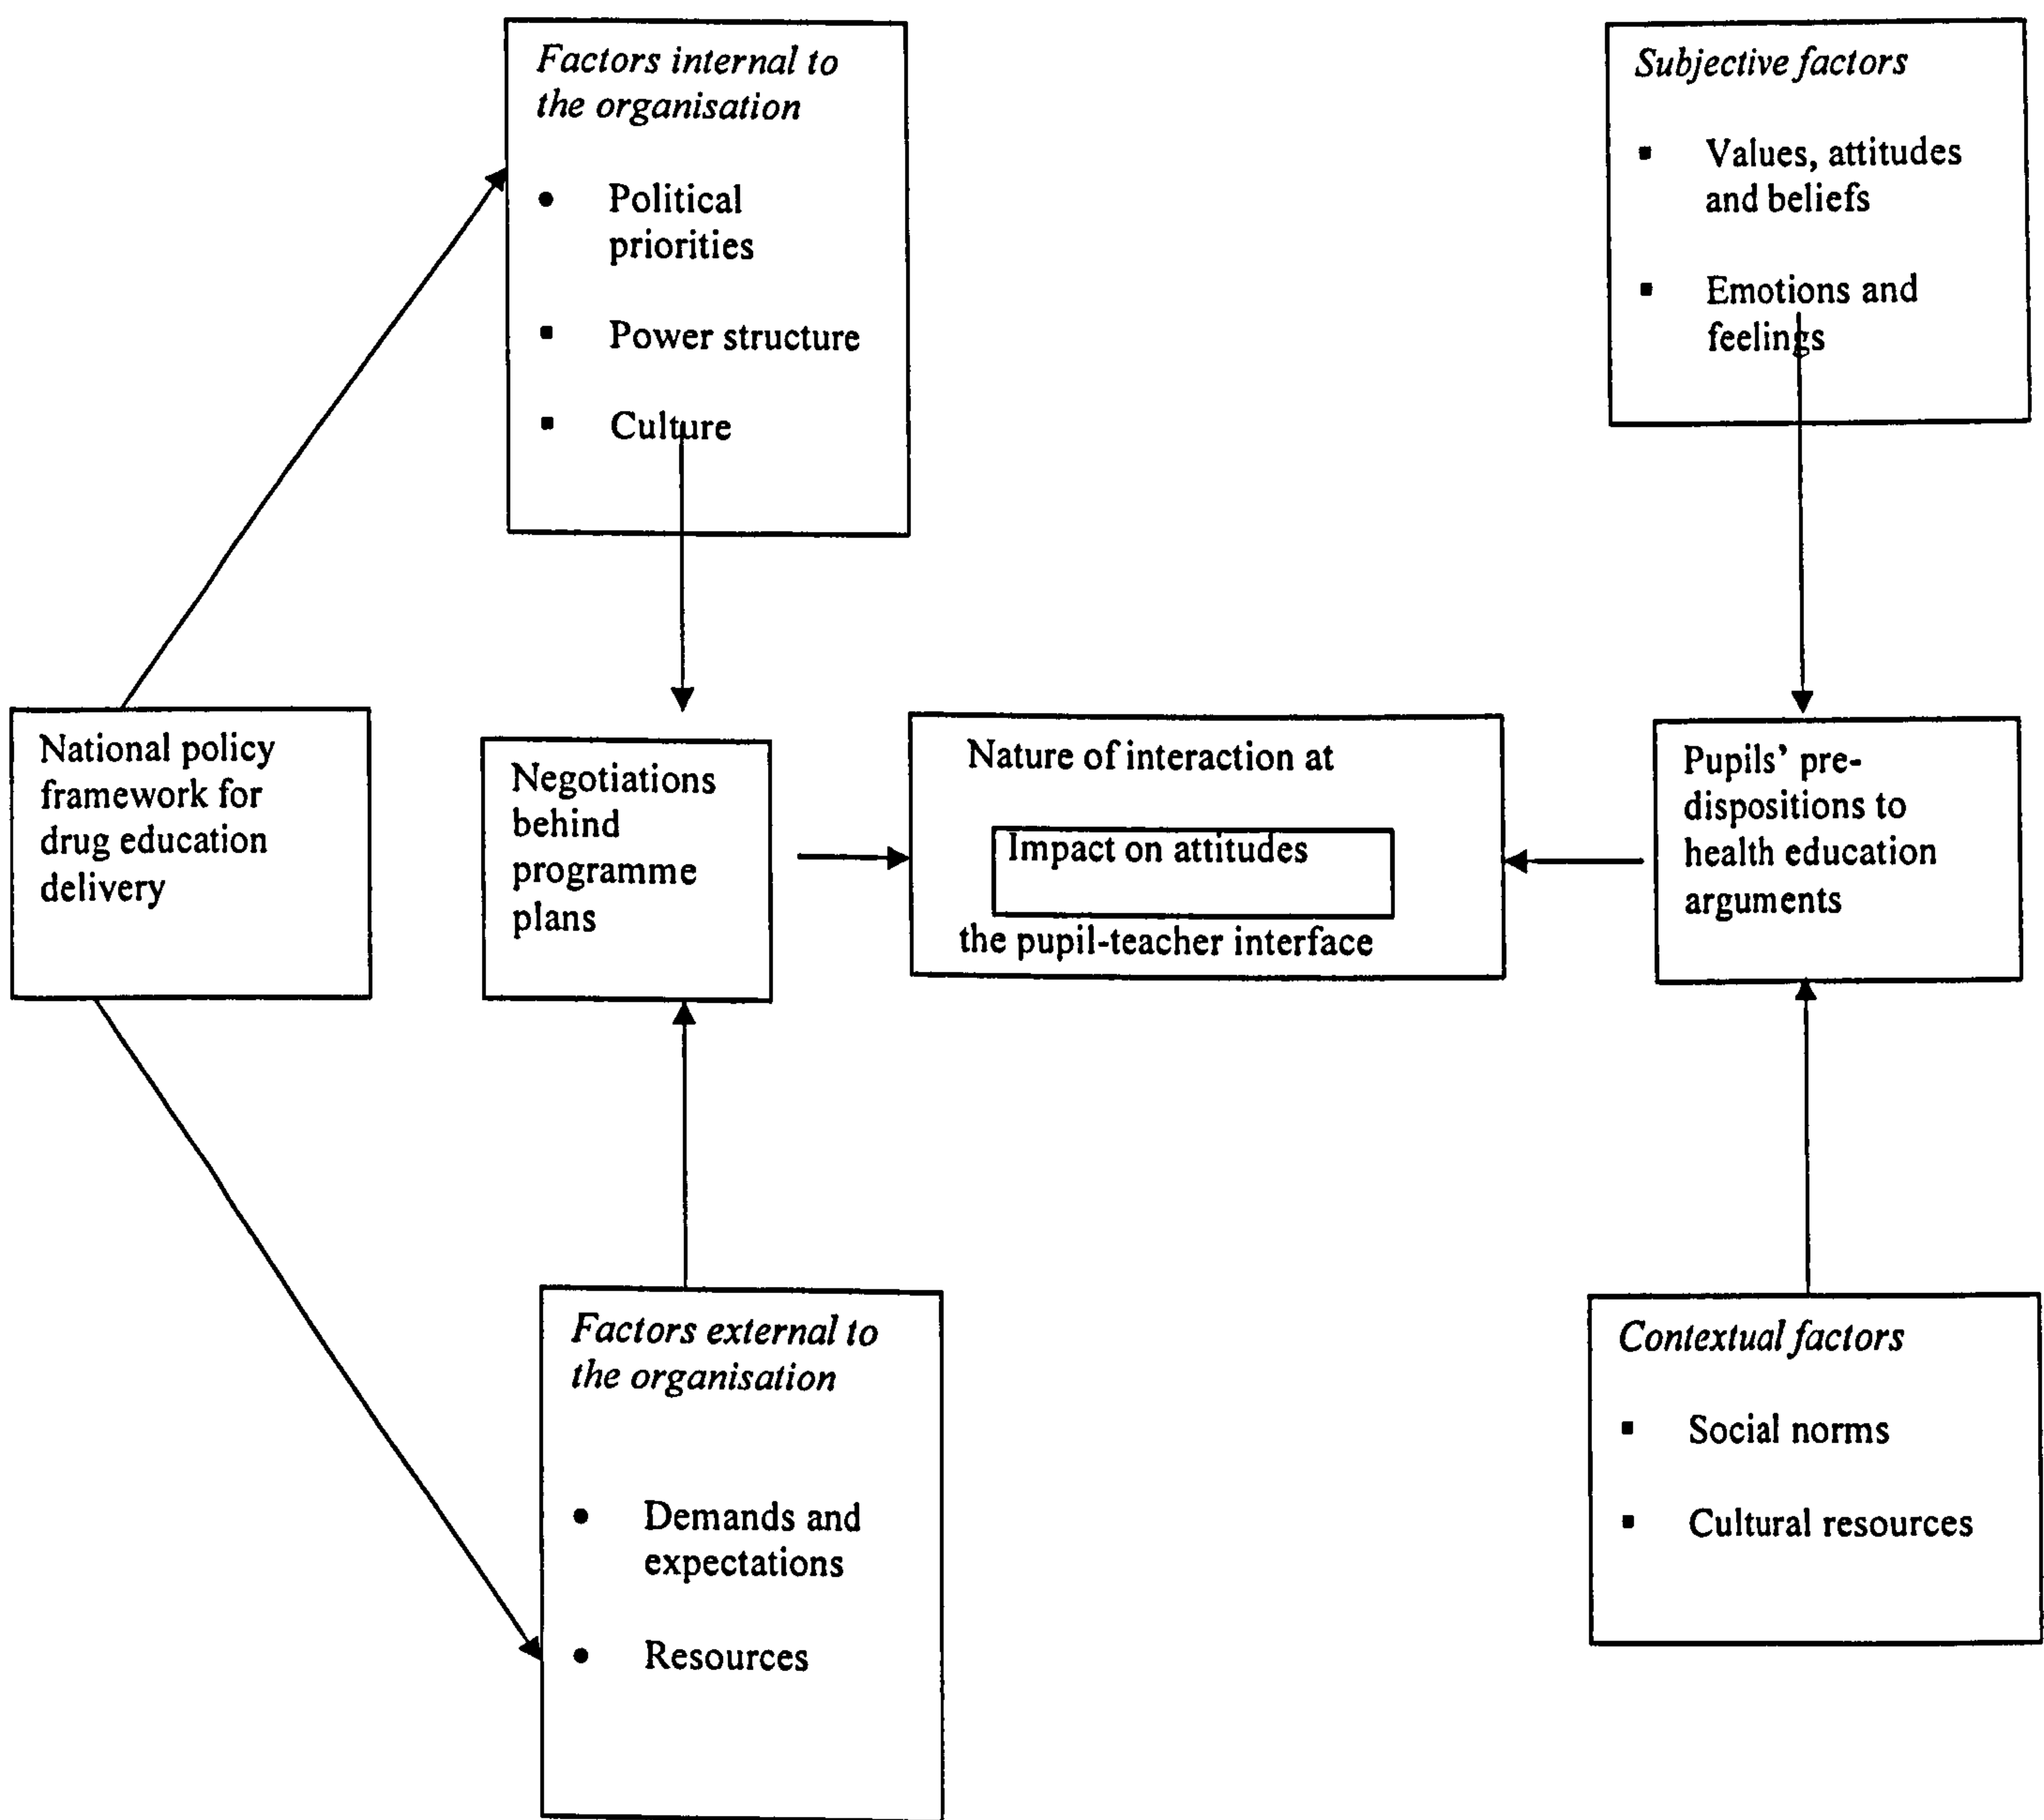 Factors internal to
the organisation
• Political
priorities
▪ Power structure
▪ Culture
Subjective factors
▪ Values, attitudes
and beliefs
▪ Emotions and
feelings
National policy
framework for
drug education
delivery
Negotiations
behind
programme
plans
Nature of interaction at
Impact on attitudes
the pupil-teacher interface
Pupils’ pre-
dispositions to
health education
arguments
Factors external to
the organisation
• Demands and
expectations
• Resources
Contextual factors
▪ Social norms
▪ Cultural resources